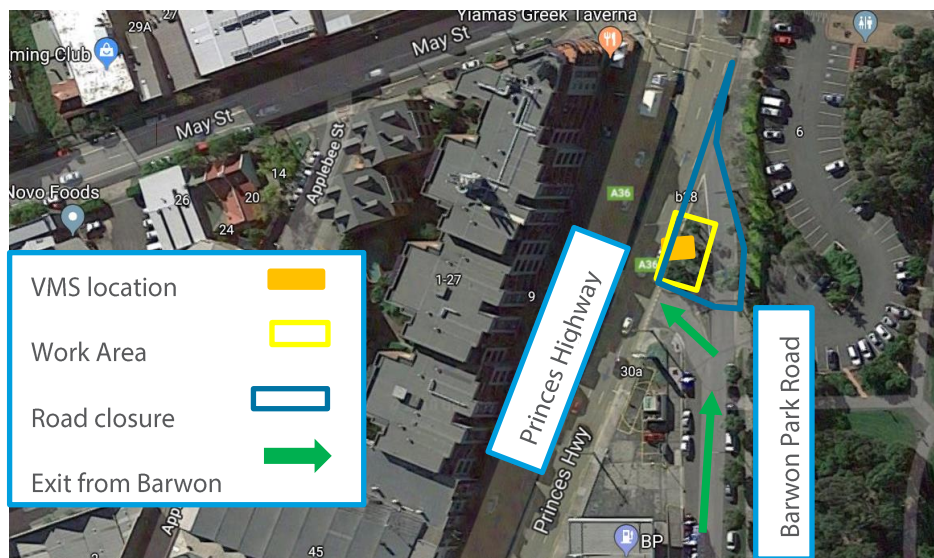 27
29A
Yiamas Greek Taverna
ming Club
May St
May St
6
Applebee St
14
Novo Foods
26
20
24
A36
A36
1-27
9
30a
VMS location
Work Area
Road closure
Exit from Barwon
Princes Highway
Barwon Park Road
Princes Hwy
45
BP